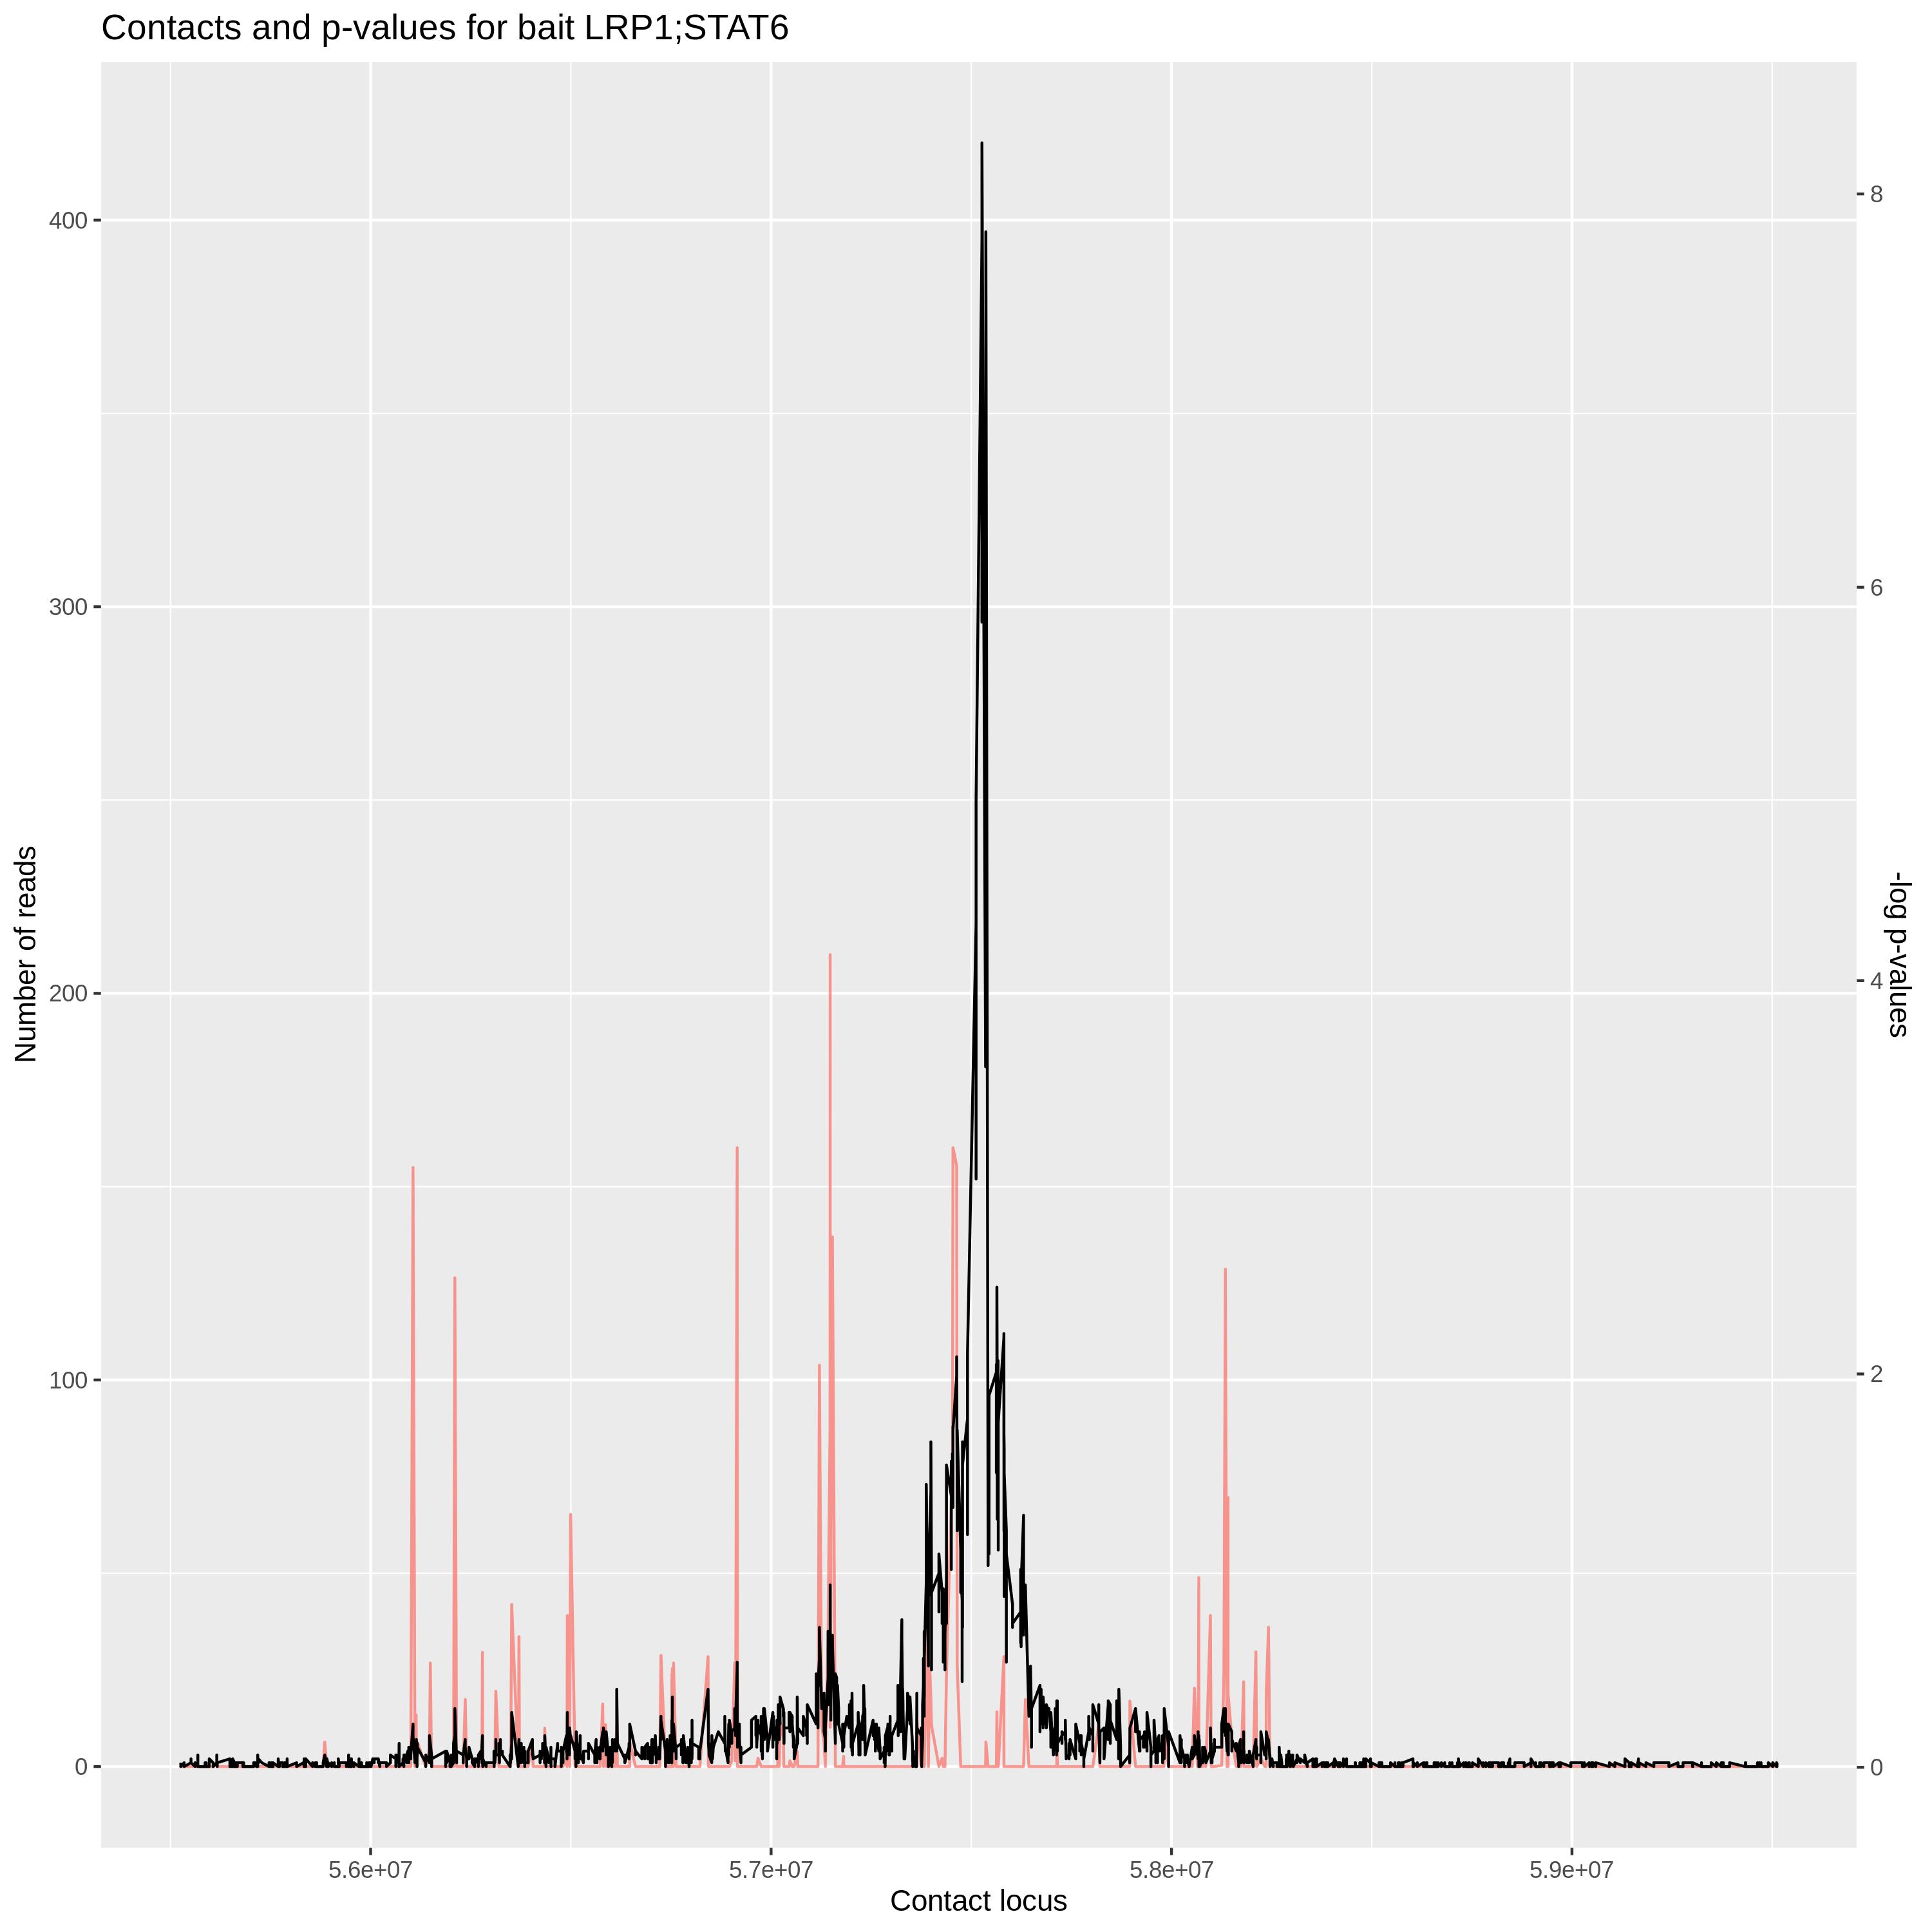 Contacts and p-values for bait LRP1;STAT6
400
300
200
100
0
Number of reads
8
6
4
2
0
-log p-values
5.6e+07
5.7e+07
5.8e+07
5.9e+07
Contact locus